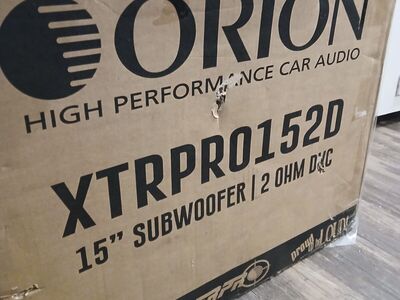 ORION
HIGH PERFORMANCE CAR AUDIO
XTRPRO152D
15” SUBWOOFER | 2 OHM DVC